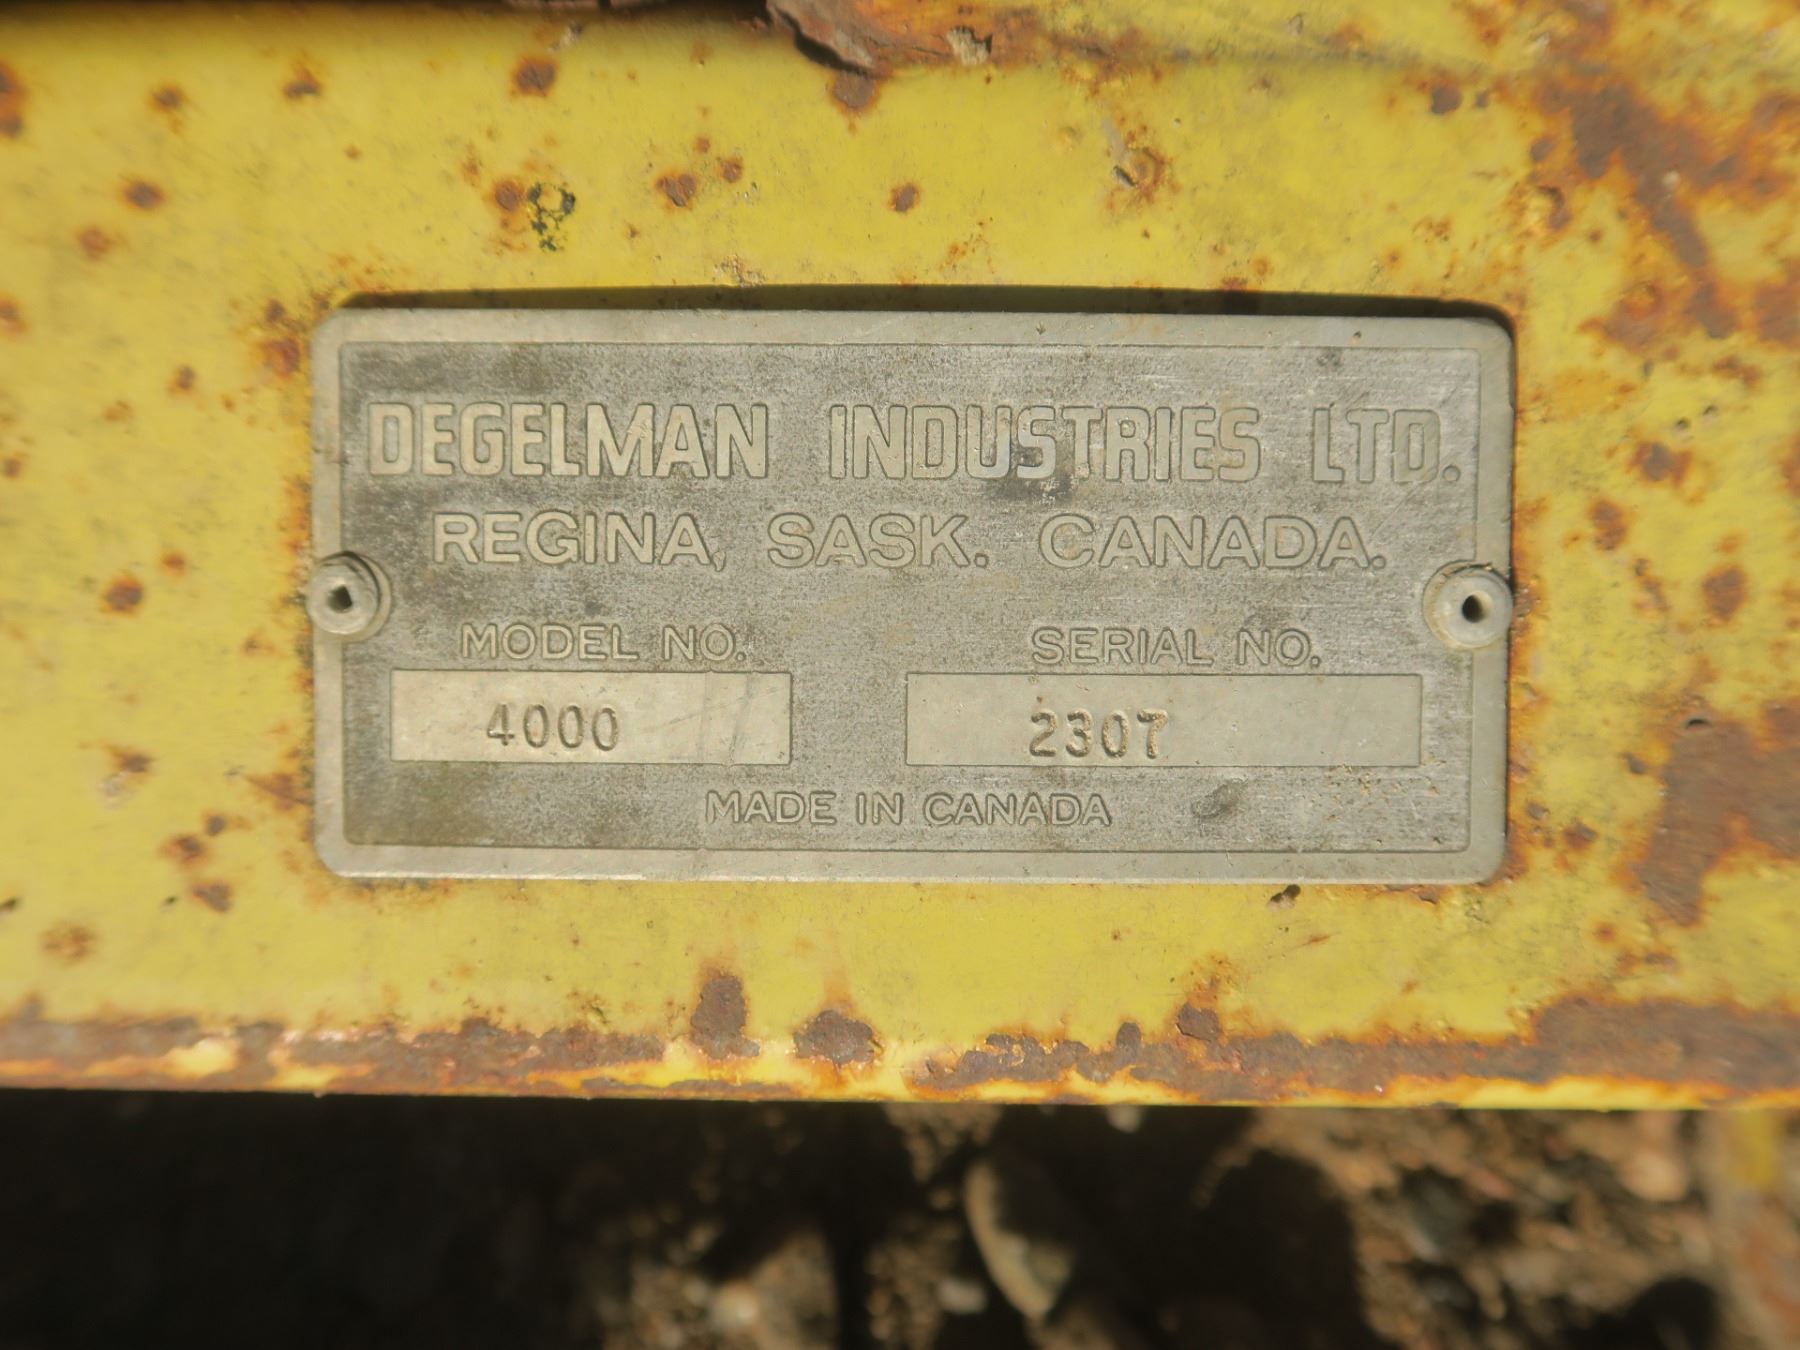 DEGELMAN INDUSTRIES LTD.
REGINA, SASK. CANADA.
MODEL NO. SERIAL NO.
4000 2307
MADE IN CANADA